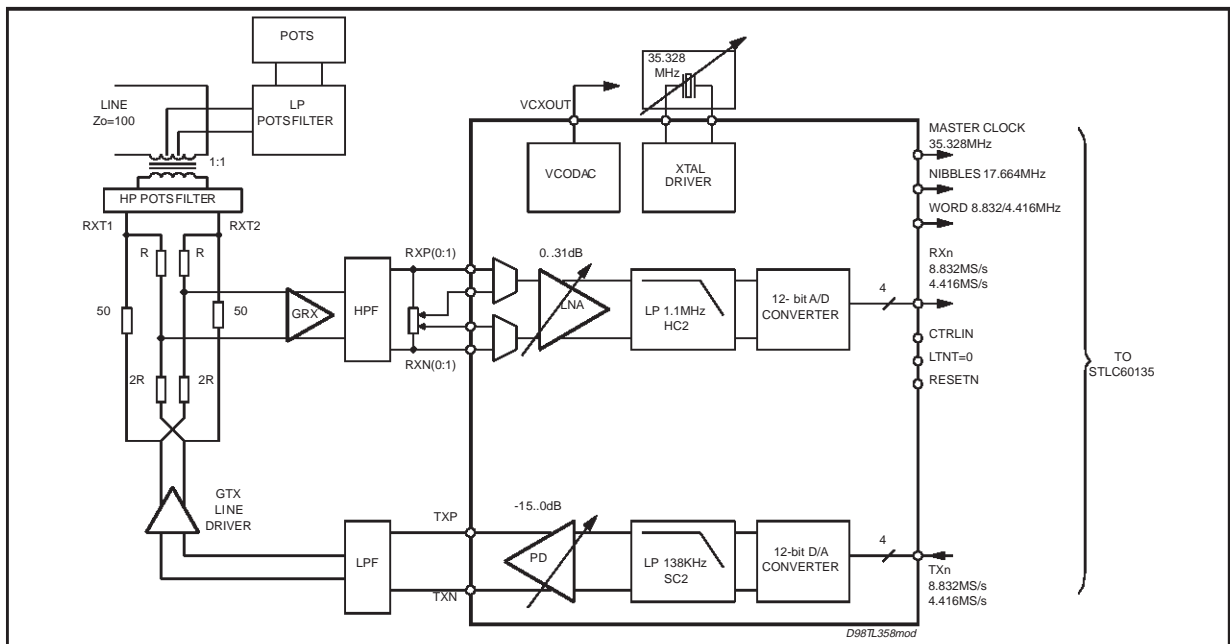 POTS
LINE
Zo=100
LP
POTS FILTER
1:1
HP POTS FILTER
RXT1
RXT2
R
R
50
50
2R
2R
GRX
HPF
GTX
LINE
DRIVER
LPF
VCXOUT
35.328
MHz
VCODAC
XTAL
DRIVER
RXP(0:1)
RXN(0:1)
0..31dB
LNA
LP 1.1MHz
HC2
12- bit A/D
CONVERTER
4
TXP
TXN
-15..0dB
PD
LP 138KHz
SC2
12-bit D/A
CONVERTER
4
MASTER CLOCK
35.328MHz
NIBBLES 17.664MHz
WORD 8.832/4.416MHz
RXn
8.832MS/s
4.416MS/s
CTRLIN
LTNT=0
RESETN
TXn
8.832MS/s
4.416MS/s
TO
STLC60135
D98TL358mod